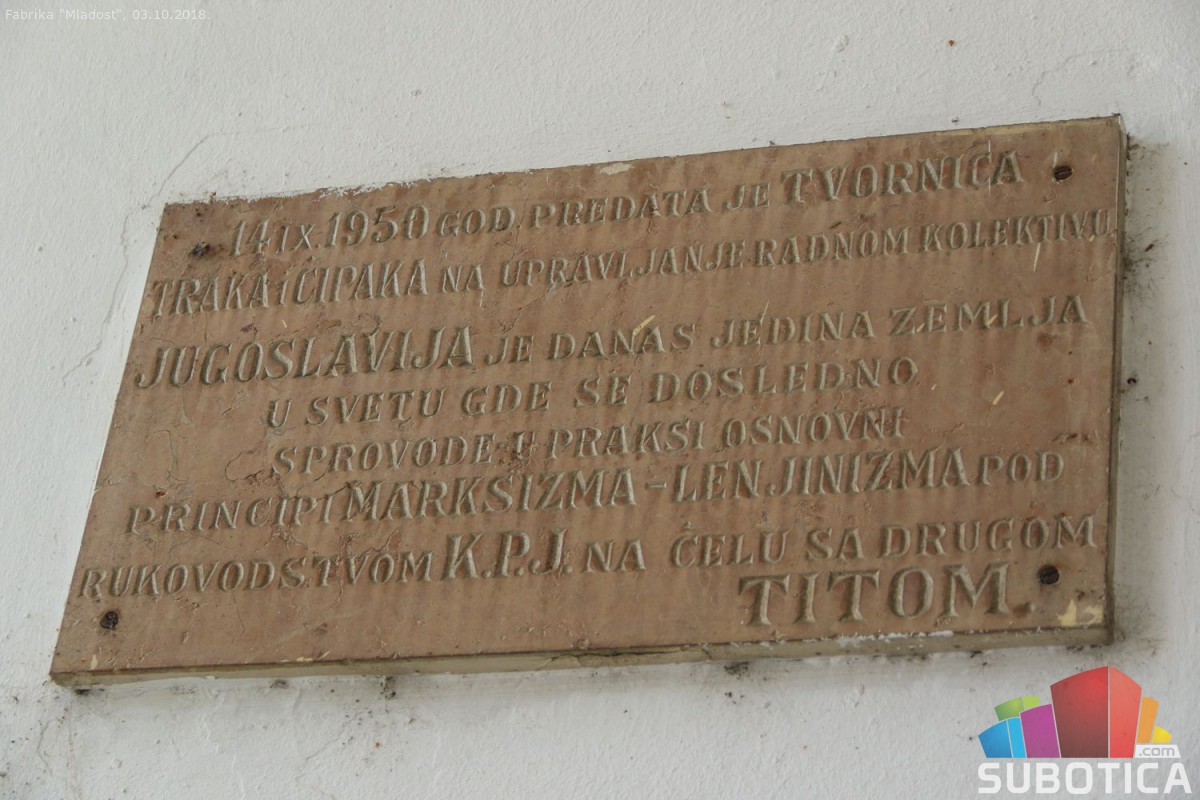 Fabrika "Mladost", 03.10.2018.
14 IX. 1950 GOD. PREDATA JE TVORNICA
TRAKA I ČIPAKA NA UPRAVLJANJE RADNOM KOLEKTIVU
JUGOSLAVIJA JE DANAS JEDINA ZEMLJA
U SVETU GDE SE DOSLEDNO
SPROVODE U PRAKSI OSNOVNI
PRINCIPI MARKSIZMA-LENJINIZMA POD
RUKOVODSTVOM K.P.J. NA ČELU SA DRUGOM
TITOM.
.com
SUBOTICA